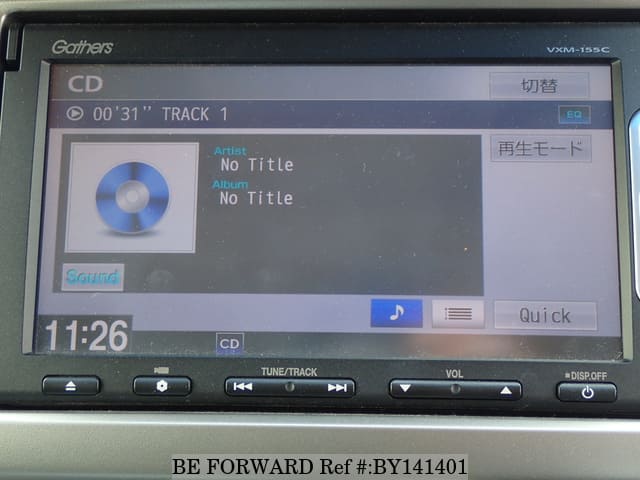 Gathers
VXM-155C
CD
切替
00'31" TRACK 1
EQ
再生モード
Artist
No Title
Album
No Title
Sound
Quick
11:26
CD
TUNE/TRACK
VOL
DISP.OFF
BE FORWARD Ref #:BY141401